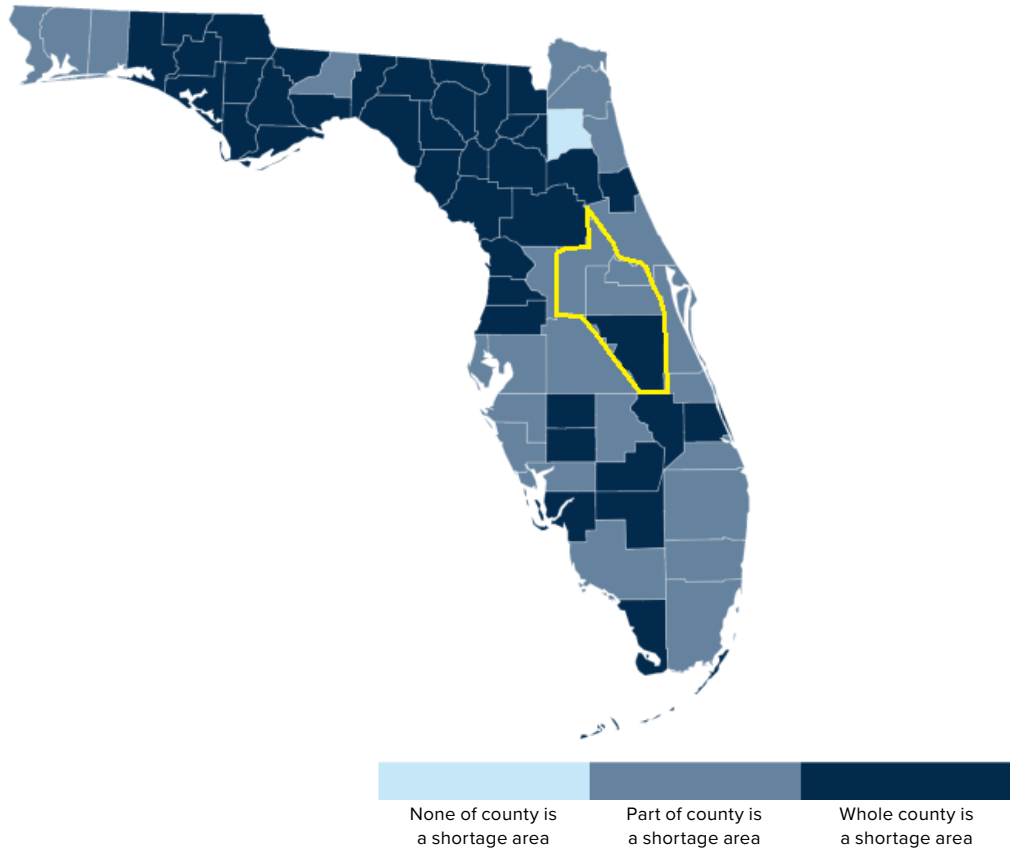 None of county is
a shortage area
Part of county is
a shortage area
Whole county is
a shortage area